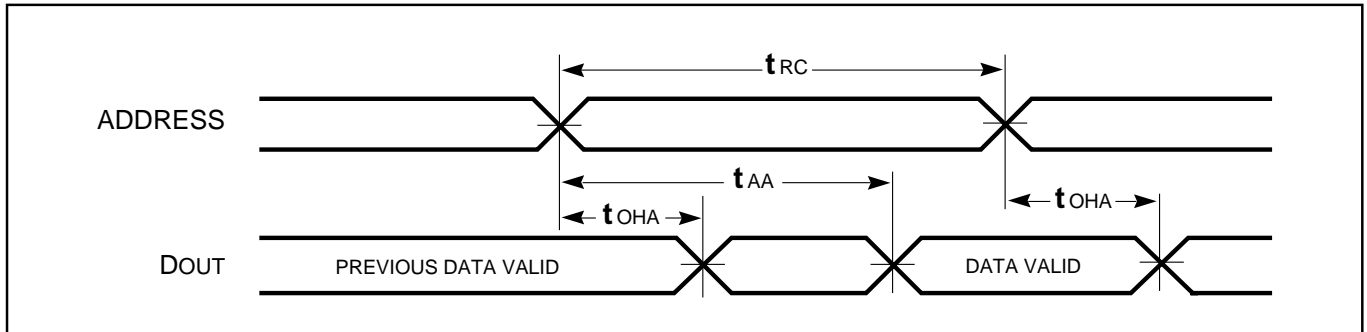 tRC
ADDRESS
tAA
tOHA
tOHA
DOUT
PREVIOUS DATA VALID
DATA VALID